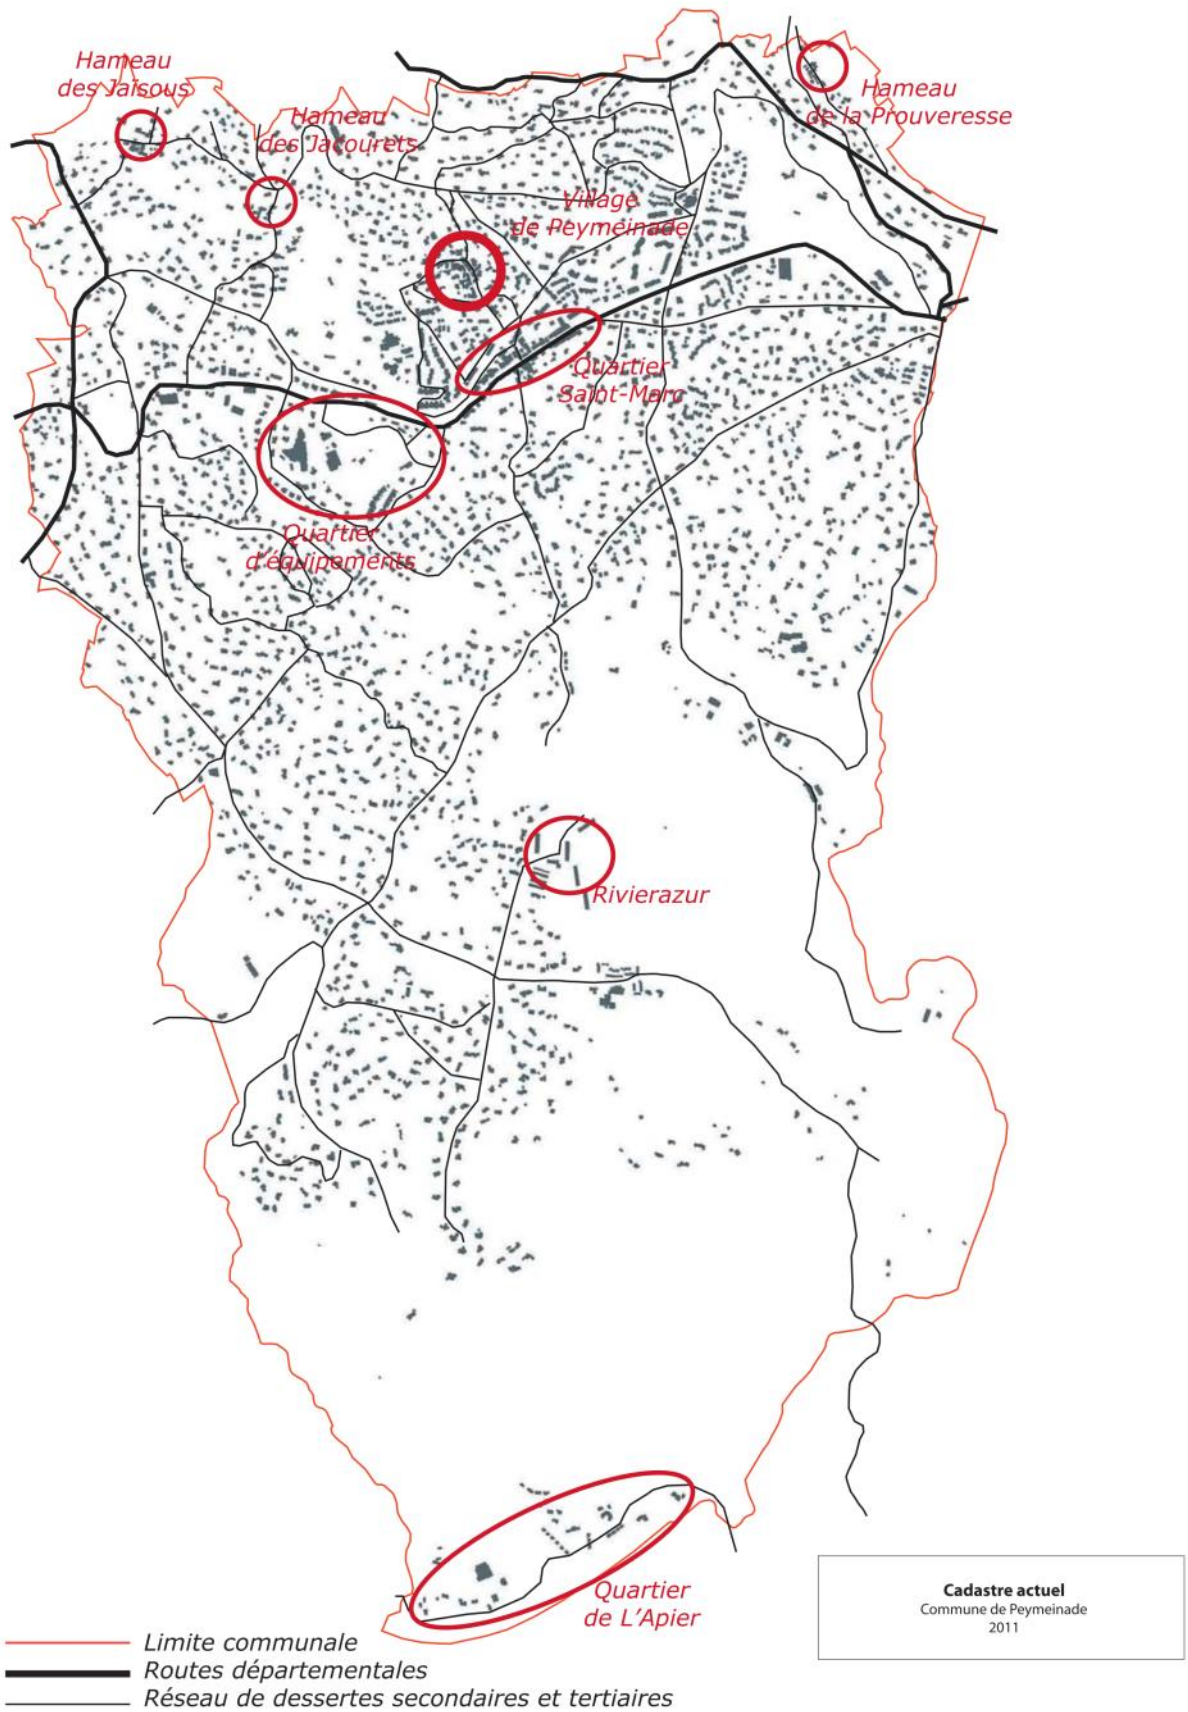 Hameau
des Jaïsous
Hameau
des Jacourets
Hameau
de la Prouveresse
Village
de Peymeinade
Quartier
Saint-Marc
Quartier
d'équipements
Rivierazur
Quartier
de L'Apier
Cadastre actuel
Commune de Peymeinade
2011
Limite communale
Routes départementales
Réseau de dessertes secondaires et tertiaires